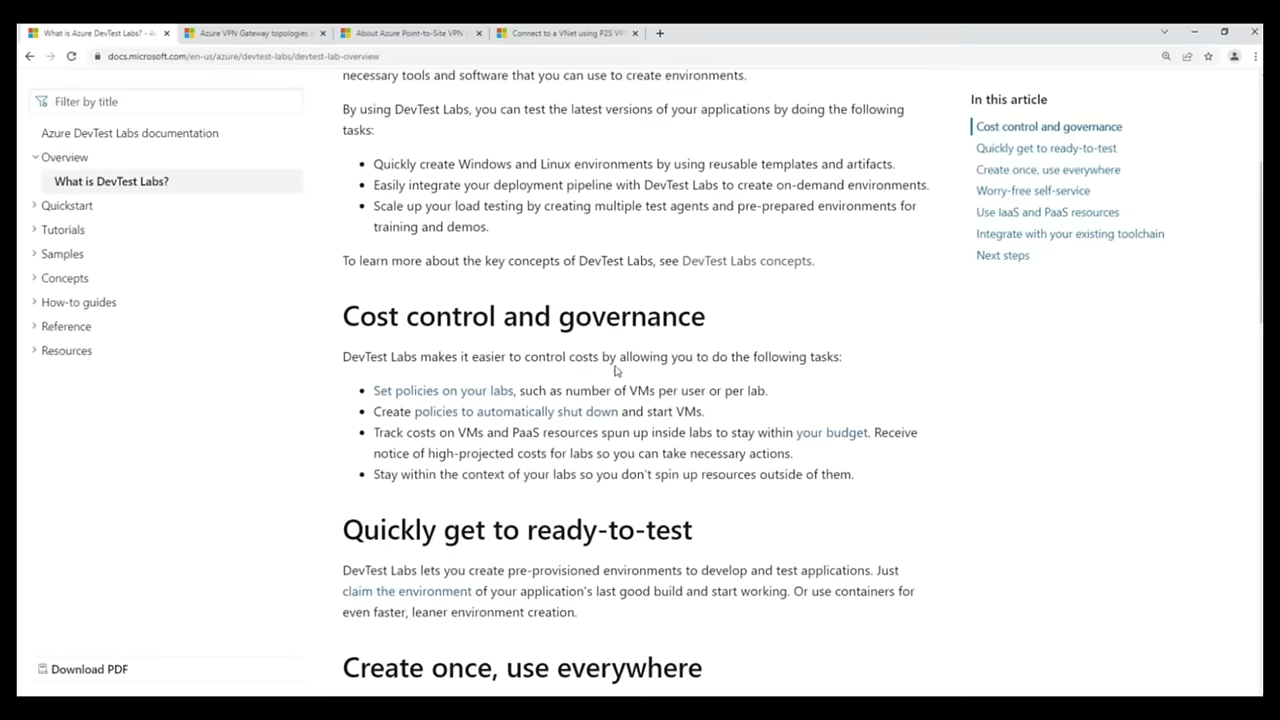 What is Azure DevTest Labs? - A
Azure VPN Gateway topologies
About Azure Point-to-Site VPN
Connect to a VNet using P2S VP
docs.microsoft.com/en-us/azure/devtest-labs/devtest-lab-overview
Filter by title
Azure DevTest Labs documentation
Overview
What is DevTest Labs?
Quickstart
Tutorials
Samples
Concepts
How-to guides
Reference
Resources
Download PDF
necessary tools and software that you can use to create environments.
By using DevTest Labs, you can test the latest versions of your applications by doing the following
tasks:
• Quickly create Windows and Linux environments by using reusable templates and artifacts.
• Easily integrate your deployment pipeline with DevTest Labs to create on-demand environments.
• Scale up your load testing by creating multiple test agents and pre-prepared environments for
training and demos.
To learn more about the key concepts of DevTest Labs, see DevTest Labs concepts.
Cost control and governance
DevTest Labs makes it easier to control costs by allowing you to do the following tasks:
• Set policies on your labs, such as number of VMs per user or per lab.
• Create policies to automatically shut down and start VMs.
• Track costs on VMs and PaaS resources spun up inside labs to stay within your budget. Receive
notice of high-projected costs for labs so you can take necessary actions.
• Stay within the context of your labs so you don't spin up resources outside of them.
Quickly get to ready-to-test
DevTest Labs lets you create pre-provisioned environments to develop and test applications. Just
claim the environment of your application's last good build and start working. Or use containers for
even faster, leaner environment creation.
Create once, use everywhere
In this article
Cost control and governance
Quickly get to ready-to-test
Create once, use everywhere
Worry-free self-service
Use IaaS and PaaS resources
Integrate with your existing toolchain
Next steps